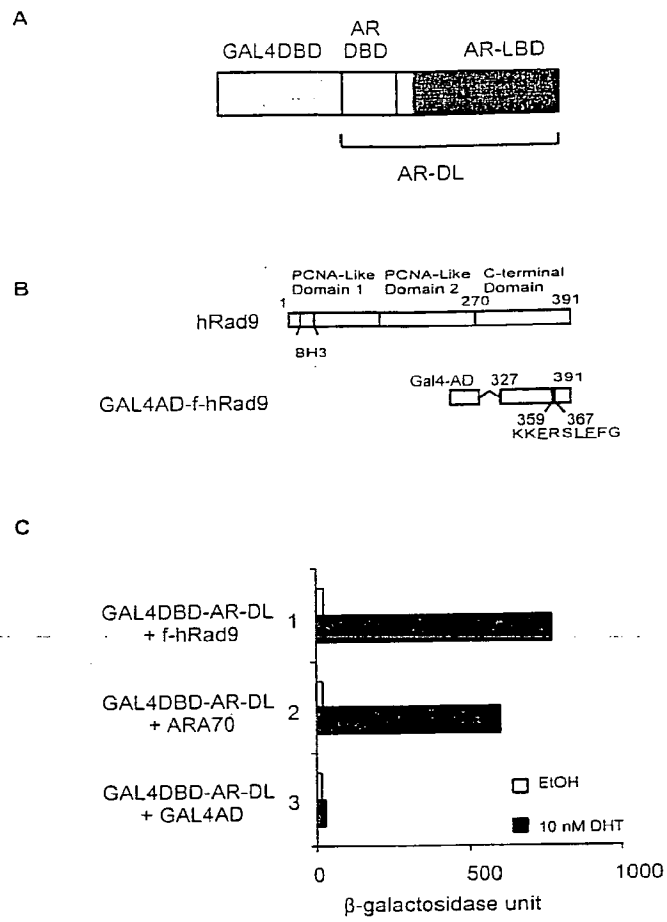 A
AR
GAL4DBD DBD AR-LBD
AR-DL
B
PCNA-Like PCNA-Like C-terminal
Domain 1 Domain 2 Domain
1 270 391
hRad9
BH3
Gal4-AD 327 391
GAL4AD-f-hRad9
359 367
KKERSLEFG
C
GAL4DBD-AR-DL
+ f-hRad9
1
GAL4DBD-AR-DL
+ ARA70
2
GAL4DBD-AR-DL
+ GAL4AD
3
EtOH
10 nM DHT
0 500 1000
β-galactosidase unit